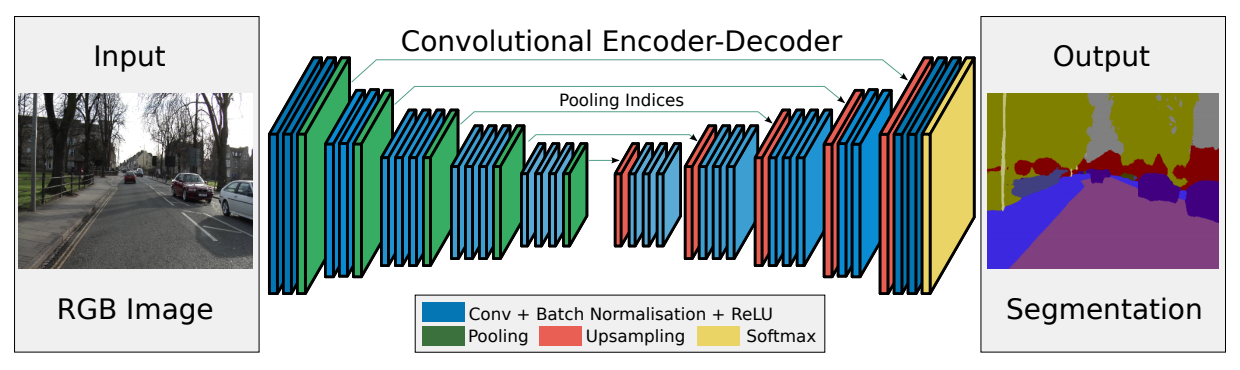 Input
RGB Image
Convolutional Encoder-Decoder
Pooling Indices
Conv + Batch Normalisation + ReLU
Pooling
Upsampling
Softmax
Output
Segmentation